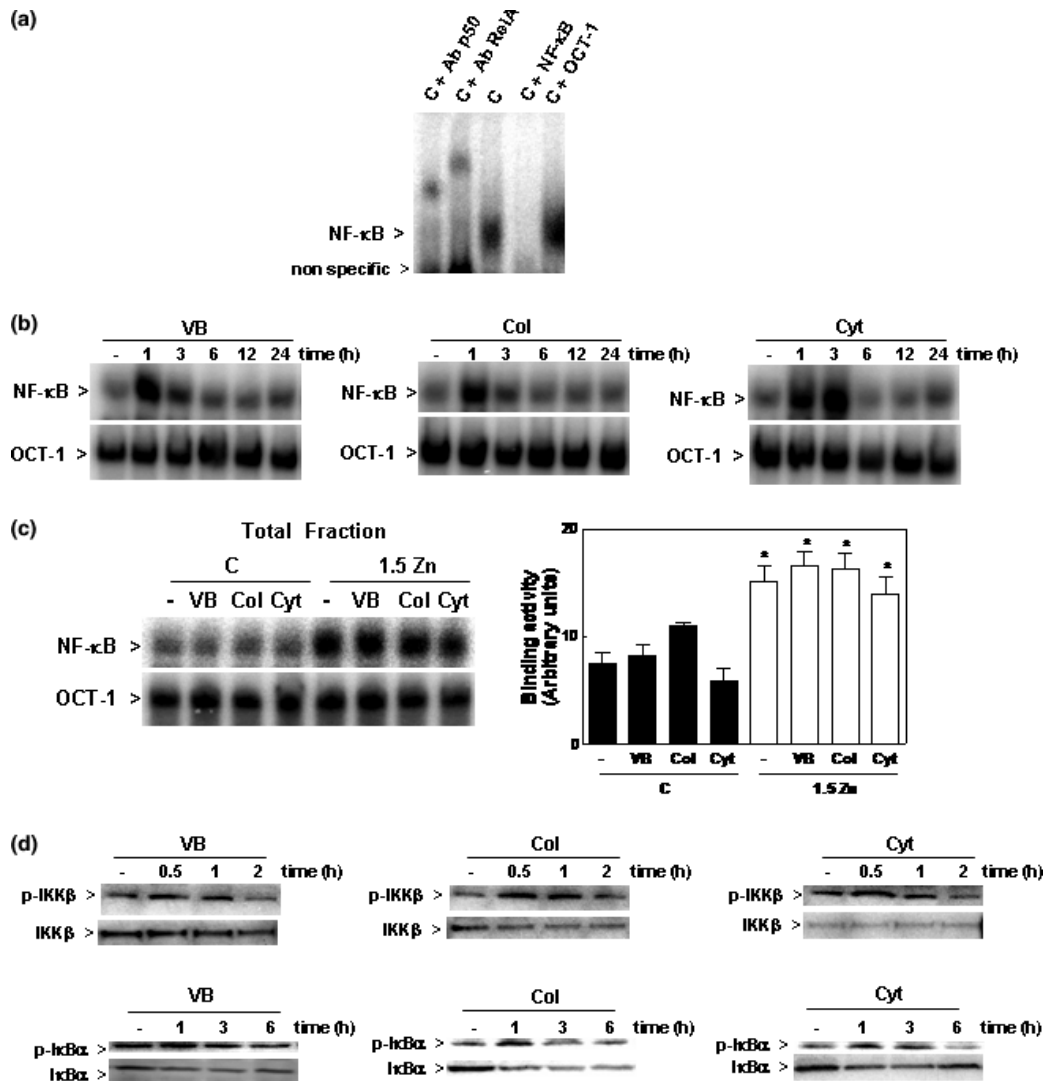 (a)
C + Ab p50
C + Ab RelA
C
C + NF-κB
C + OCT-1
NF-κB >
non specific >
(b)
VB
Col
Cyt
- 1 3 6 12 24 time (h)
- 1 3 6 12 24 time (h)
- 1 3 6 12 24 time (h)
NF-κB >
NF-κB >
NF-κB >
OCT-1 >
OCT-1 >
OCT-1 >
(c)
Total Fraction
C
1.5 Zn
- VB Col Cyt - VB Col Cyt
NF-κB >
OCT-1 >
Binding activity
(Arbitrary units)
20
10
0
* * * *
- VB Col Cyt - VB Col Cyt
C
1.5 Zn
(d)
VB
Col
Cyt
- 0.5 1 2 time (h)
- 0.5 1 2 time (h)
- 0.5 1 2 time (h)
p-IKKβ >
p-IKKβ >
p-IKKβ >
IKKβ >
IKKβ >
IKKβ >
VB
Col
Cyt
- 1 3 6 time (h)
- 1 3 6 time (h)
- 1 3 6 time (h)
p-IκBα >
p-IκBα >
p-IκBα >
IκBα >
IκBα >
IκBα >